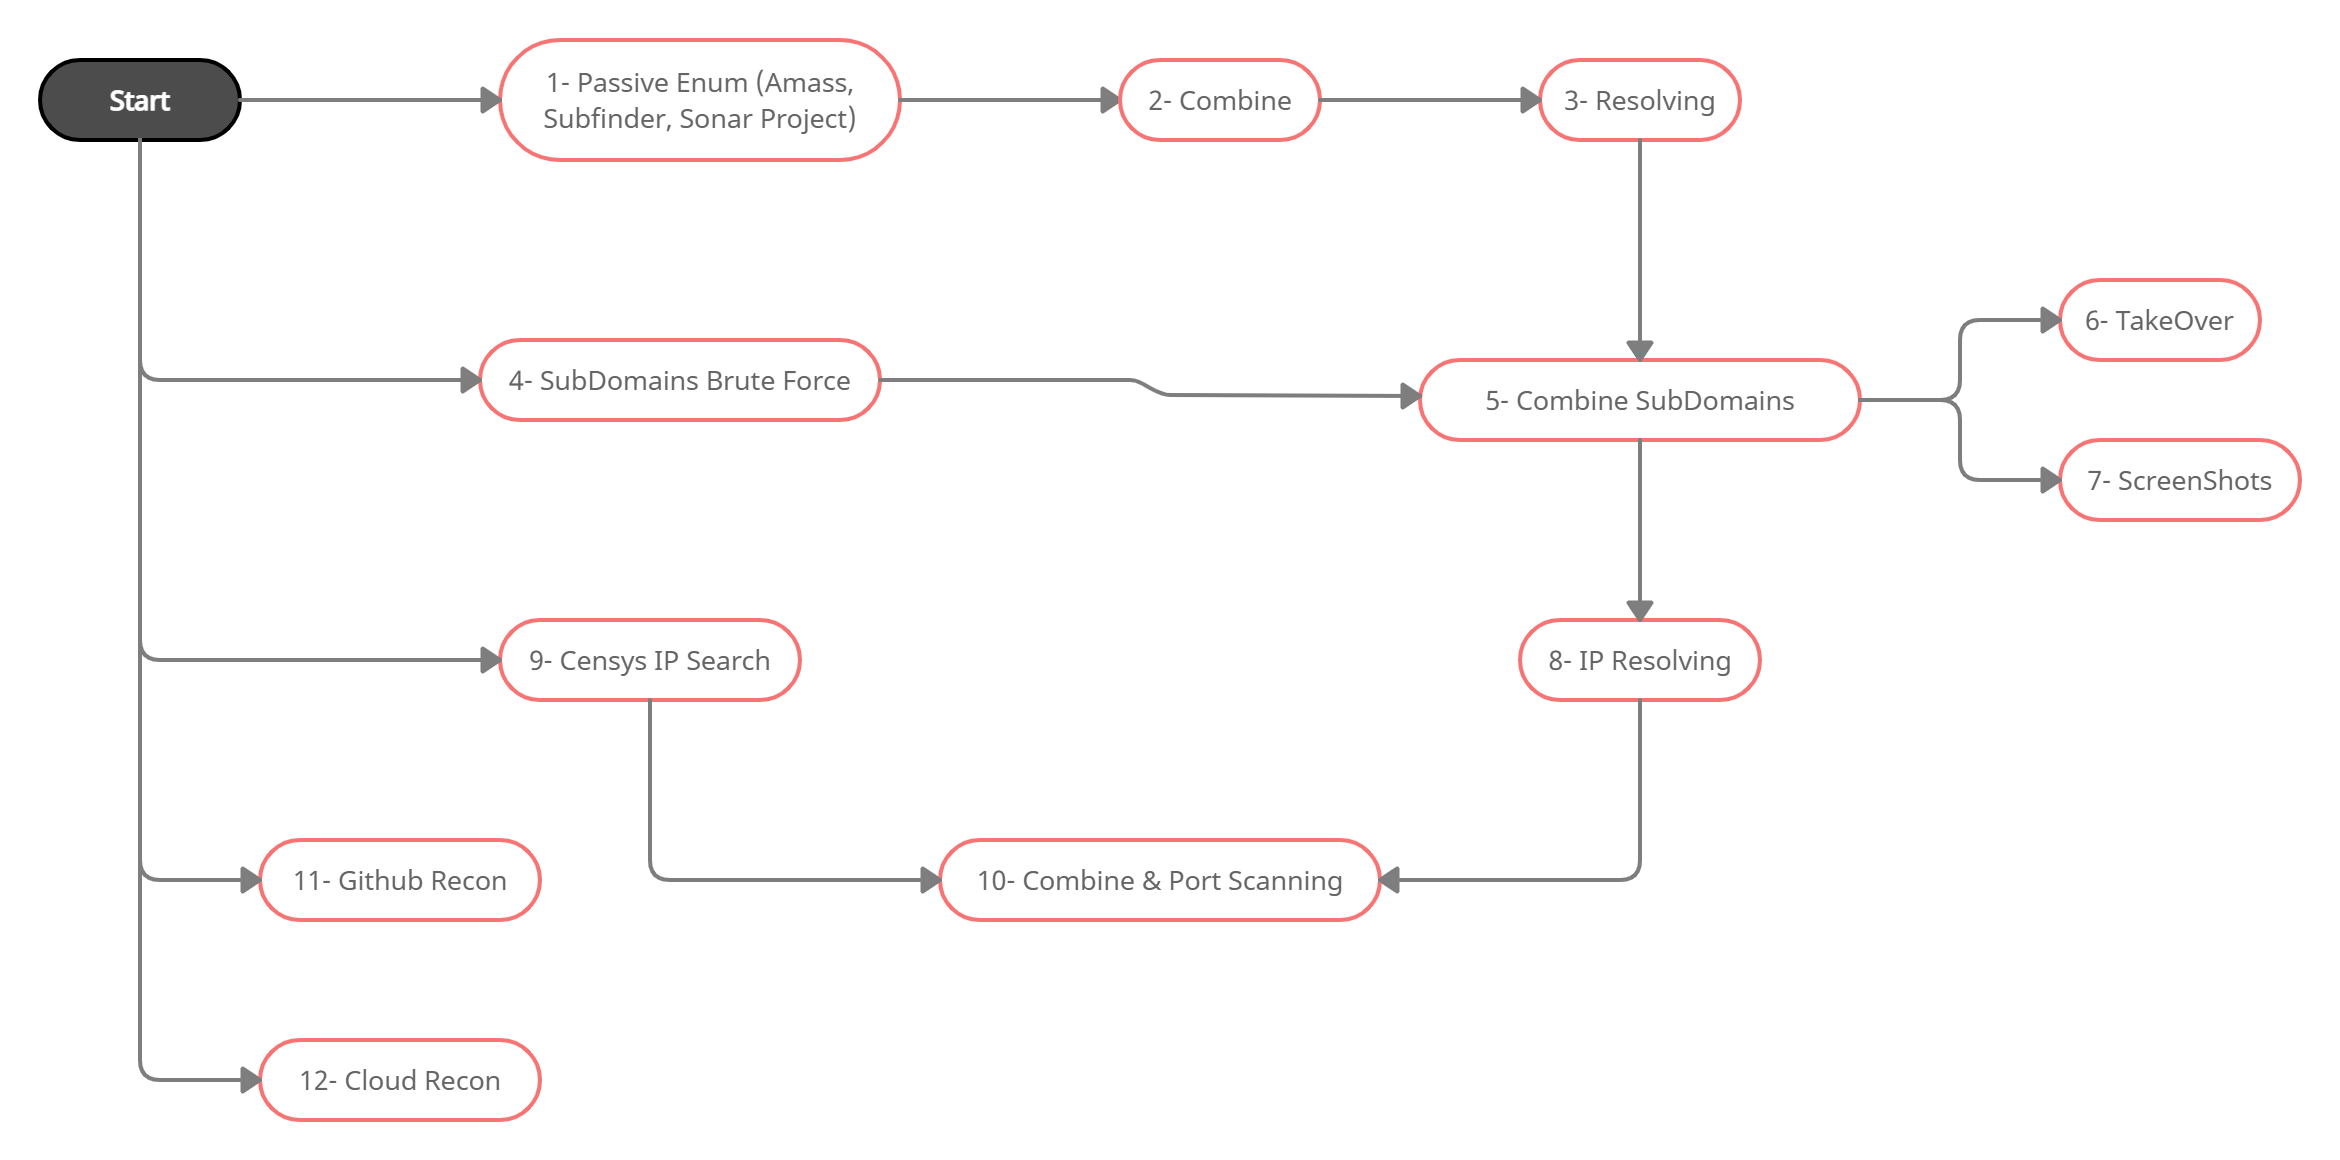 Start
1- Passive Enum (Amass,
Subfinder, Sonar Project)
2- Combine
3- Resolving
4- SubDomains Brute Force
5- Combine SubDomains
6- TakeOver
7- ScreenShots
9- Censys IP Search
8- IP Resolving
11- Github Recon
10- Combine & Port Scanning
12- Cloud Recon